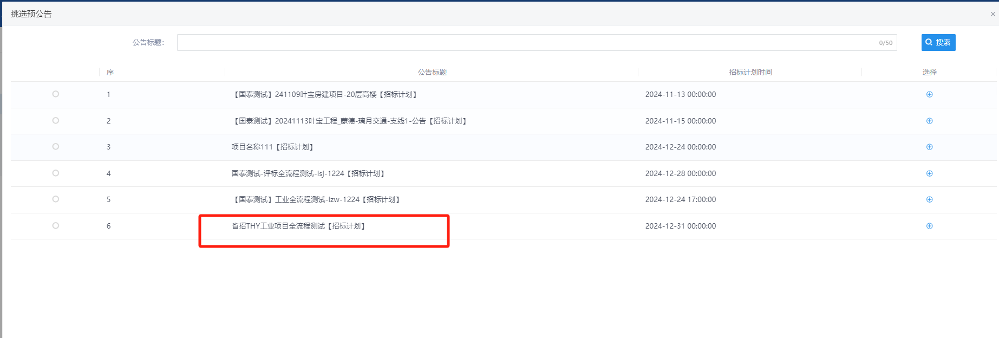 挑选预公告
公告标题: 0/50 搜索
序 公告标题 招标计划时间 选择
1 【国泰测试】241109叶宝房建项目-20层高楼【招标计划】 2024-11-13 00:00:00
2 【国泰测试】20241113叶宝工程_蒙德-璃月交通-支线1-公告【招标计划】 2024-11-15 00:00:00
3 项目名称111【招标计划】 2024-12-24 00:00:00
4 国泰测试-评标全流程测试-lsj-1224【招标计划】 2024-12-28 00:00:00
5 【国泰测试】工业全流程测试-lzw-1224【招标计划】 2024-12-24 17:00:00
6 省招THY工业项目全流程测试【招标计划】 2024-12-31 00:00:00